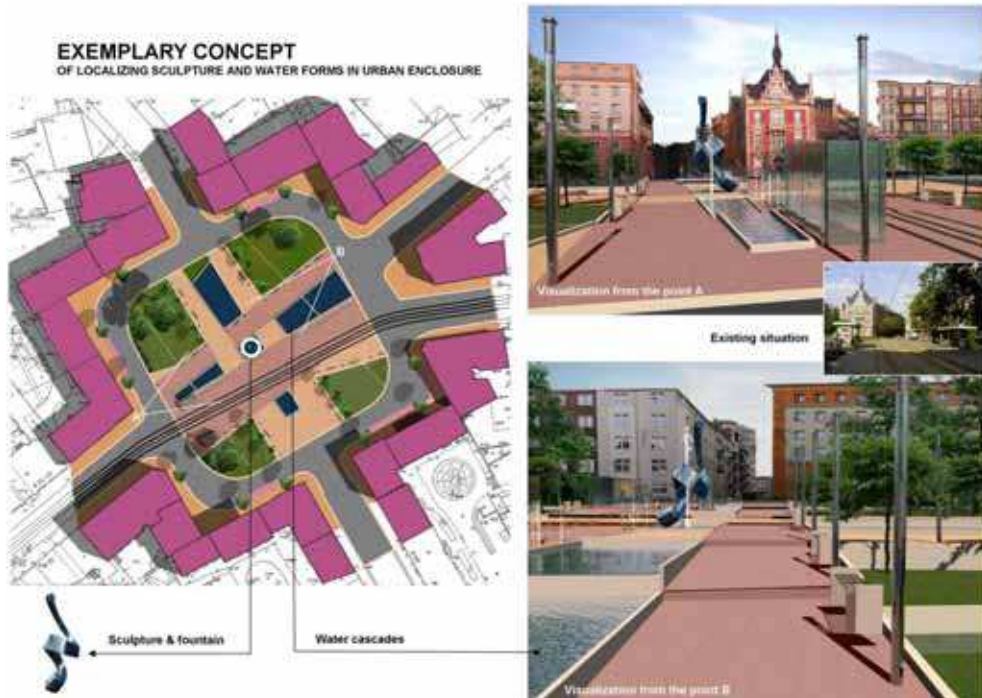 EXEMPLARY CONCEPT
OF LOCALIZING SCULPTURE AND WATER FORMS IN URBAN ENCLOSURE
Visualization from the point A
Existing situation
Sculpture & fountain
Water cascades
Visualization from the point B